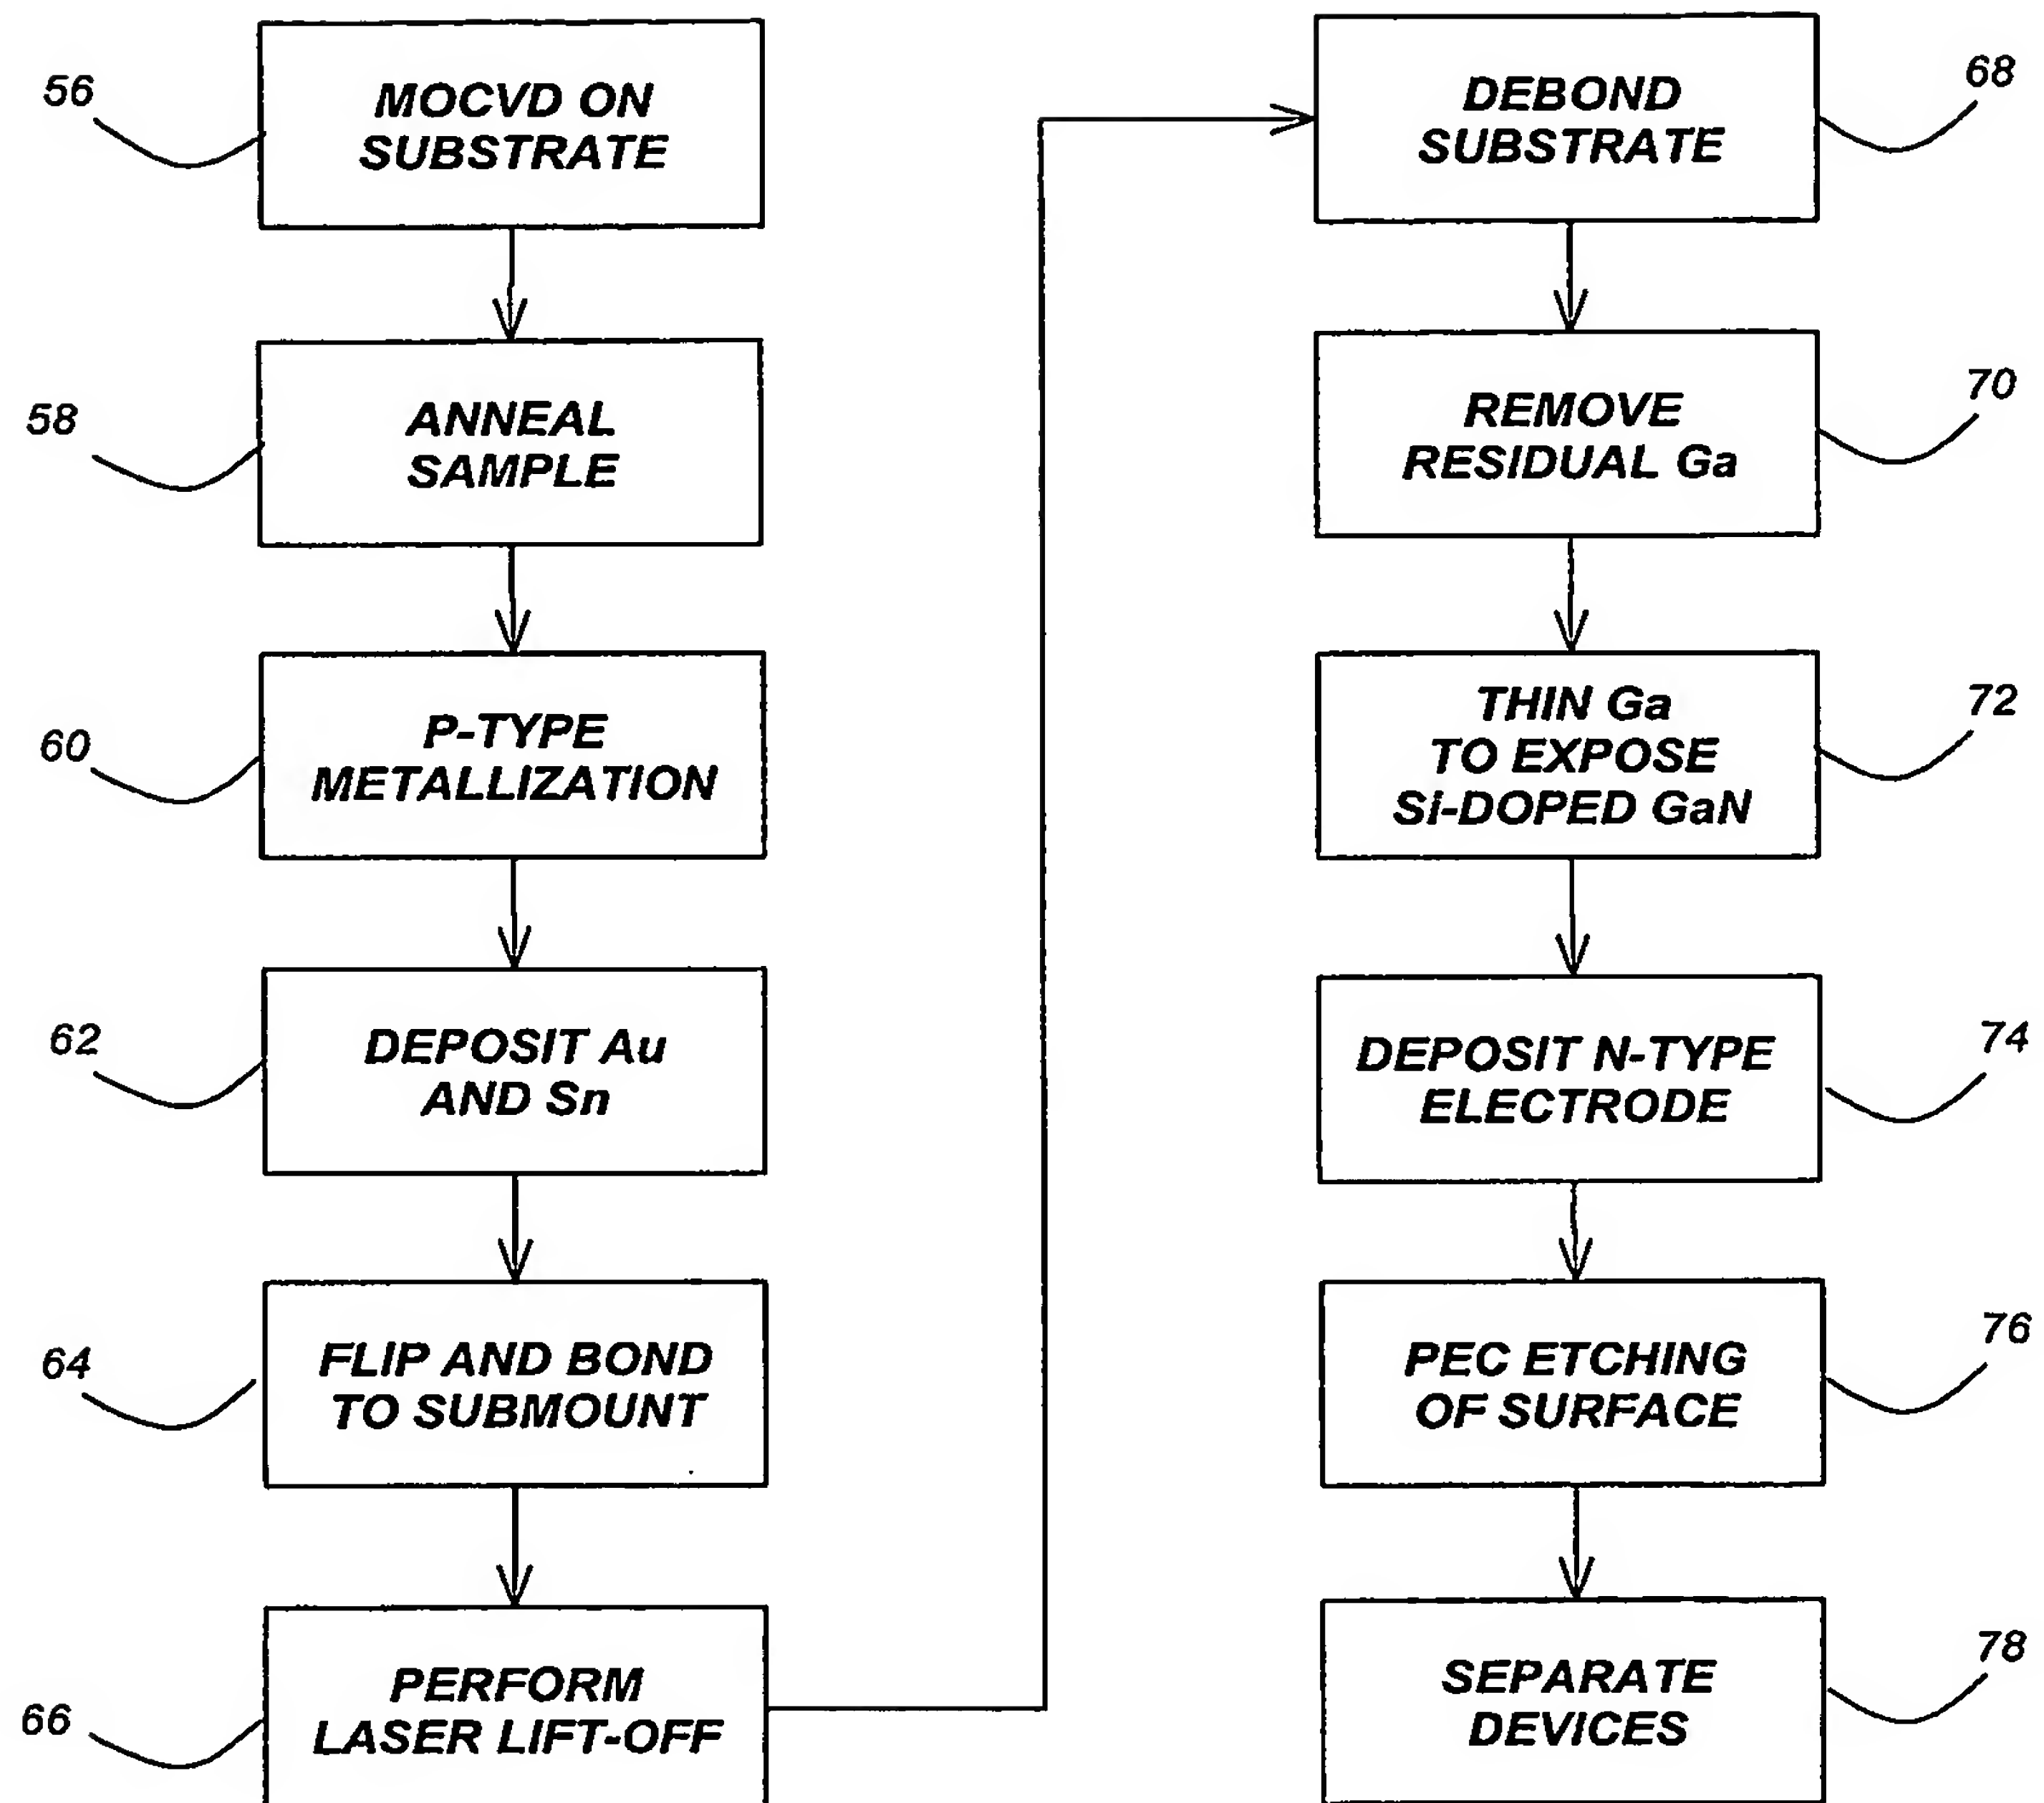 56
MOCVD ON
SUBSTRATE
58
ANNEAL
SAMPLE
60
P-TYPE
METALLIZATION
62
DEPOSIT Au
AND Sn
64
FLIP AND BOND
TO SUBMOUNT
66
PERFORM
LASER LIFT-OFF
68
DEBOND
SUBSTRATE
70
REMOVE
RESIDUAL Ga
72
THIN Ga
TO EXPOSE
Si-DOPED GaN
74
DEPOSIT N-TYPE
ELECTRODE
76
PEC ETCHING
OF SURFACE
78
SEPARATE
DEVICES